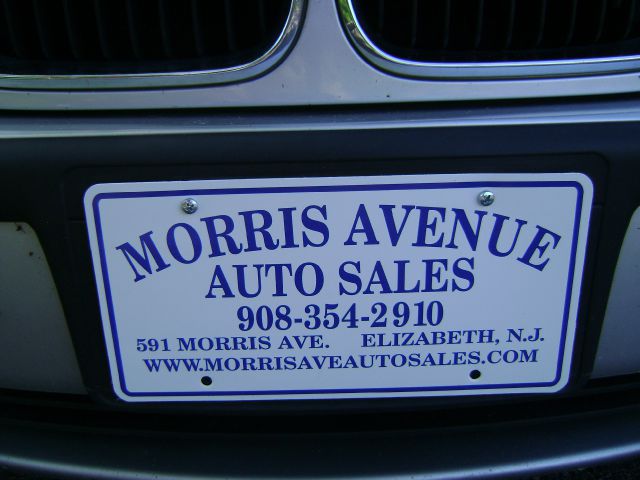 MORRIS AVENUE
AUTO SALES
908-354-2910
591 MORRIS AVE. ELIZABETH, N.J.
WWW.MORRISAVEAUTOSALES.COM